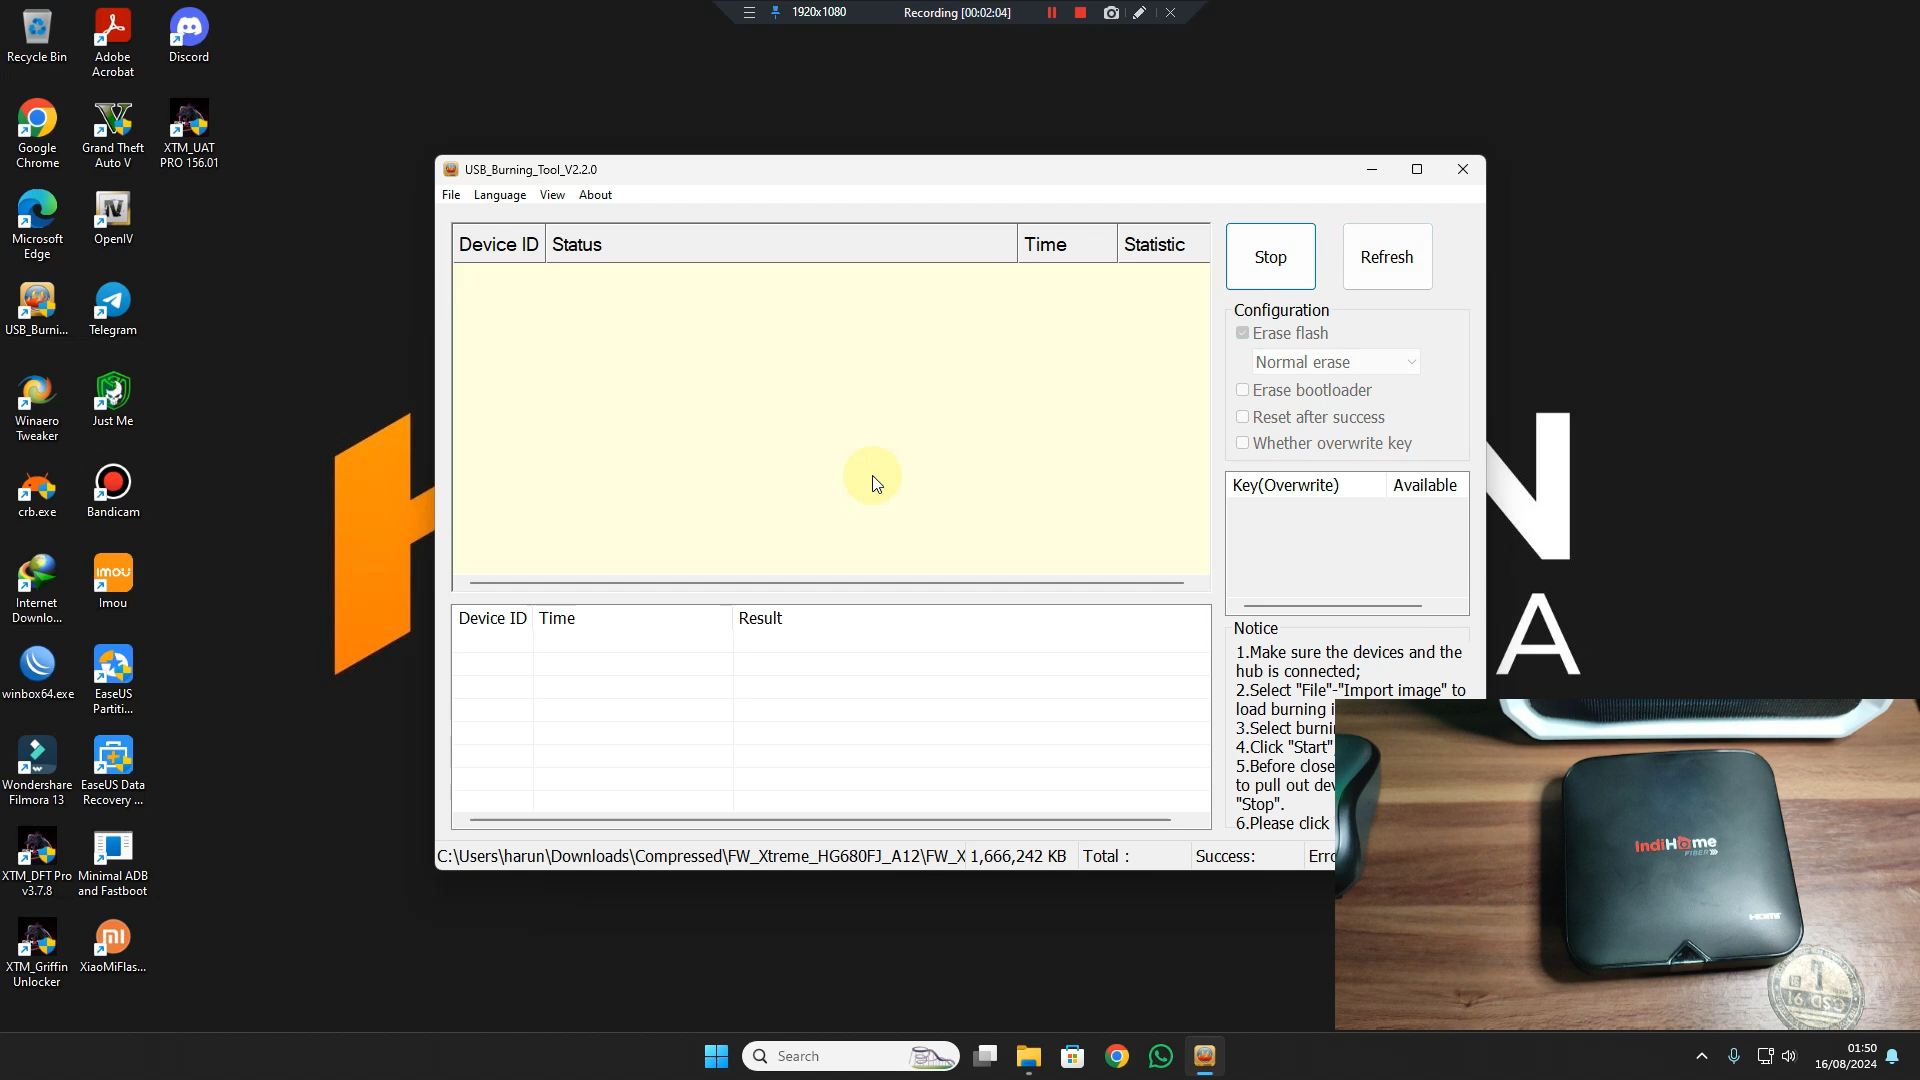 1920x1080
Recording [00:02:04]
Recycle Bin
Adobe
Acrobat
Discord
Google
Chrome
Grand Theft
Auto V
XTM_UAT
PRO 156.01
Microsoft
Edge
OpenIV
USB_Burni...
Telegram
Winaero
Tweaker
Just Me
crb.exe
Bandicam
Internet
Downlo...
imou
Imou
winbox64.exe
EaseUS
Partiti...
Wondershare
Filmora 13
EaseUS Data
Recovery ...
XTM_DFT Pro
v3.7.8
Minimal ADB
and Fastboot
XTM_Griffin
Unlocker
XiaoMiFlas...
USB_Burning_Tool_V2.2.0
File Language View About
Device ID Status Time Statistic
Stop
Refresh
Configuration
Erase flash
Normal erase
Erase bootloader
Reset after success
Whether overwrite key
Key(Overwrite) Available
Device ID Time Result
Notice
1.Make sure the devices and the
hub is connected;
2.Select "File"-"Import image" to
load burning i
3.Select burni
4.Click "Start"
5.Before close
to pull out dev
"Stop".
6.Please click
C:\Users\harun\Downloads\Compressed\FW_Xtreme_HG680FJ_A12\FW_X 1,666,242 KB Total : Success: Erro
H
N
A
IndiHome
FIBER
HDMI
Search
01:50
16/08/2024